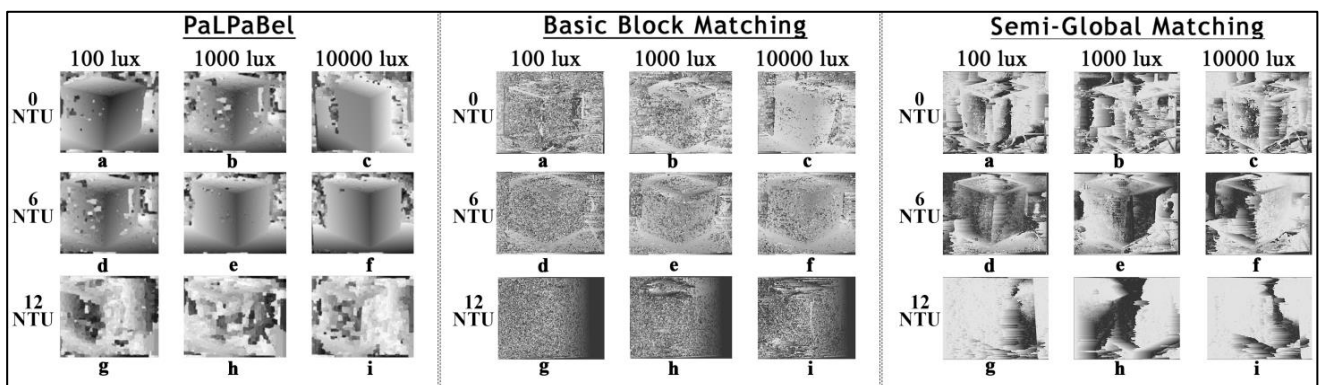 PaLPaBel
100 lux 1000 lux 10000 lux
0
NTU
a b c
6
NTU
d e f
12
NTU
g h i
Basic Block Matching
100 lux 1000 lux 10000 lux
0
NTU
a b c
6
NTU
d e f
12
NTU
g h i
Semi-Global Matching
100 lux 1000 lux 10000 lux
0
NTU
a b c
6
NTU
d e f
12
NTU
g h i